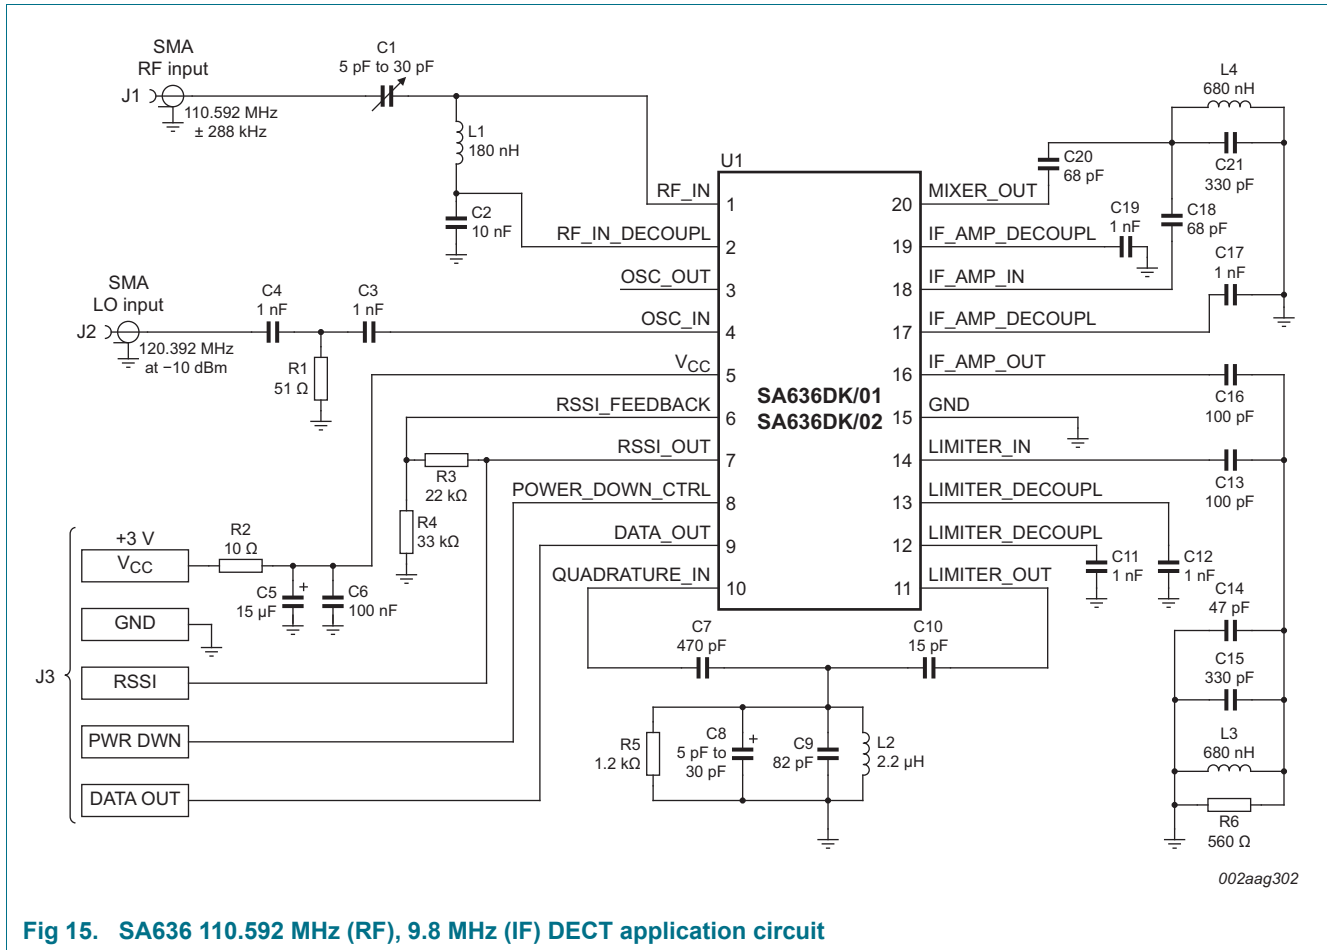 SMA
RF input
J1
110.592 MHz
± 288 kHz
C1
5 pF to 30 pF
L1
180 nH
C2
10 nF
SMA
LO input
J2
120.392 MHz
at −10 dBm
C4
1 nF
C3
1 nF
R1
51 Ω
U1
SA636DK/01
SA636DK/02
RF_IN
1
RF_IN_DECOUPL
2
OSC_OUT
3
OSC_IN
4
VCC
5
RSSI_FEEDBACK
6
RSSI_OUT
7
POWER_DOWN_CTRL
8
DATA_OUT
9
QUADRATURE_IN
10
20
MIXER_OUT
19
IF_AMP_DECOUPL
18
IF_AMP_IN
17
IF_AMP_DECOUPL
16
IF_AMP_OUT
15
GND
14
LIMITER_IN
13
LIMITER_DECOUPL
12
LIMITER_DECOUPL
11
LIMITER_OUT
L4
680 nH
C20
68 pF
C21
330 pF
C19
1 nF
C18
68 pF
C17
1 nF
C16
100 pF
C13
100 pF
C11
1 nF
C12
1 nF
C14
47 pF
C15
330 pF
L3
680 nH
R6
560 Ω
R3
22 kΩ
R4
33 kΩ
J3
+3 V
VCC
GND
RSSI
PWR DWN
DATA OUT
R2
10 Ω
C5
15 μF
+
C6
100 nF
C7
470 pF
C10
15 pF
R5
1.2 kΩ
C8
5 pF to
30 pF
+
C9
82 pF
L2
2.2 μH
002aag302
Fig 15. SA636 110.592 MHz (RF), 9.8 MHz (IF) DECT application circuit